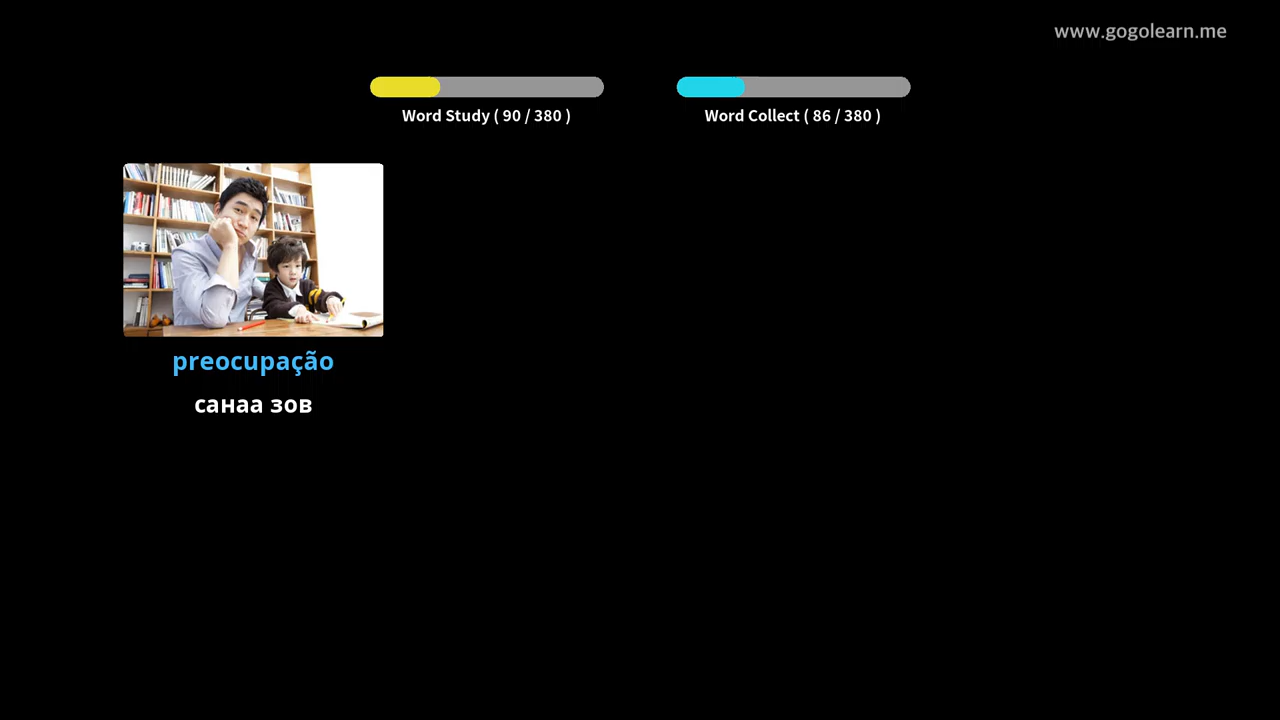 www.gogolearn.me
Word Study ( 90 / 380 )
Word Collect ( 86 / 380 )
preocupação
санаа зов